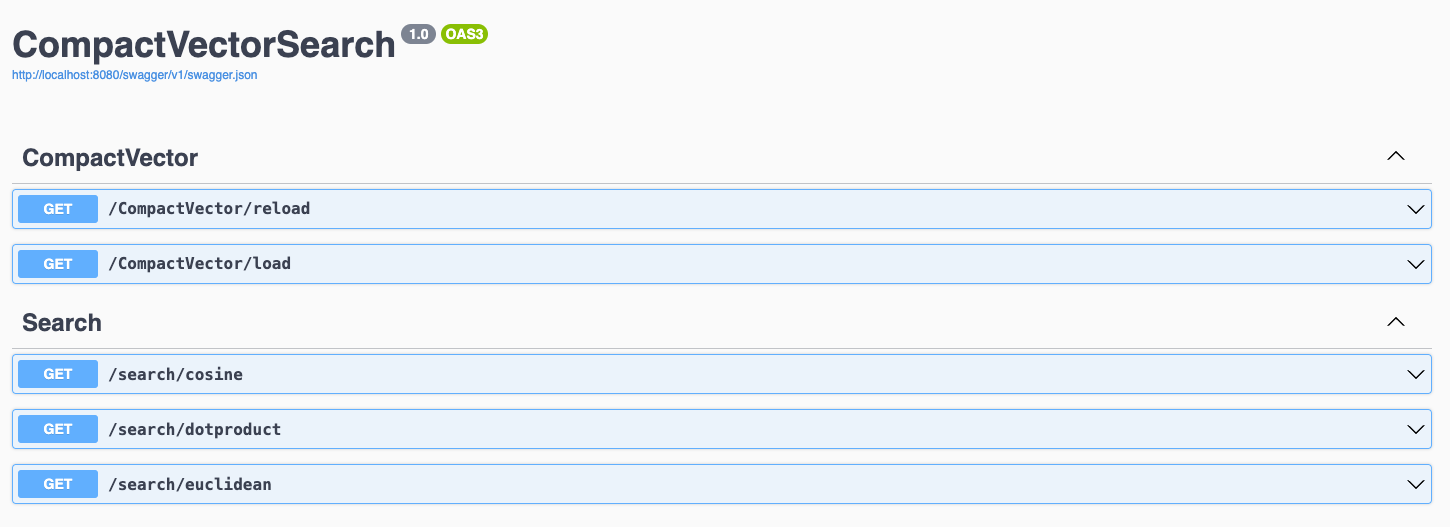 CompactVectorSearch 1.0 OAS3
http://localhost:8080/swagger/v1/swagger.json
CompactVector
GET /CompactVector/reload
GET /CompactVector/load
Search
GET /search/cosine
GET /search/dotproduct
GET /search/euclidean